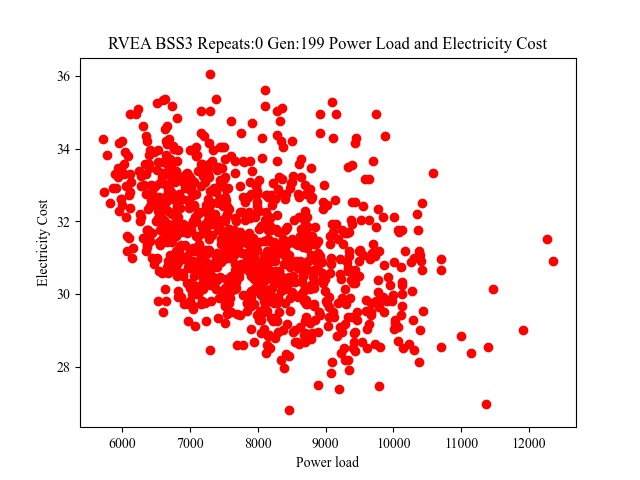 RVEA BSS3 Repeats:0 Gen:199 Power Load and Electricity Cost
36
34
32
30
28
Electricity Cost
6000 7000 8000 9000 10000 11000 12000
Power load